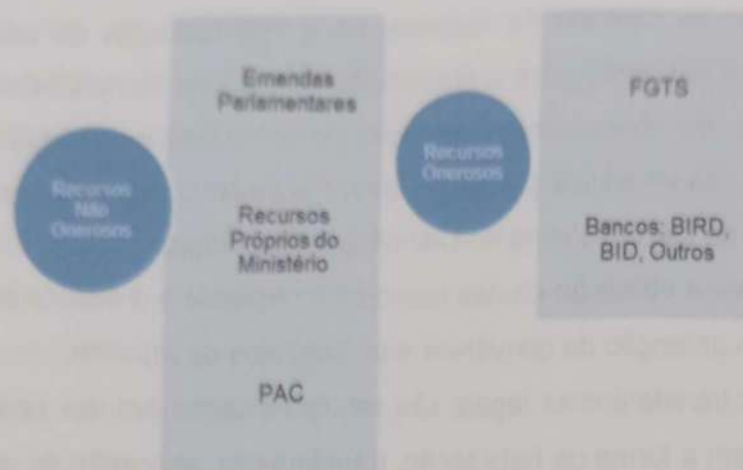 Recursos
Não
Onerosos
Emendas
Parlamentares
Recursos
Próprios do
Ministério
PAC
Recursos
Onerosos
FGTS
Bancos: BIRD,
BID, Outros